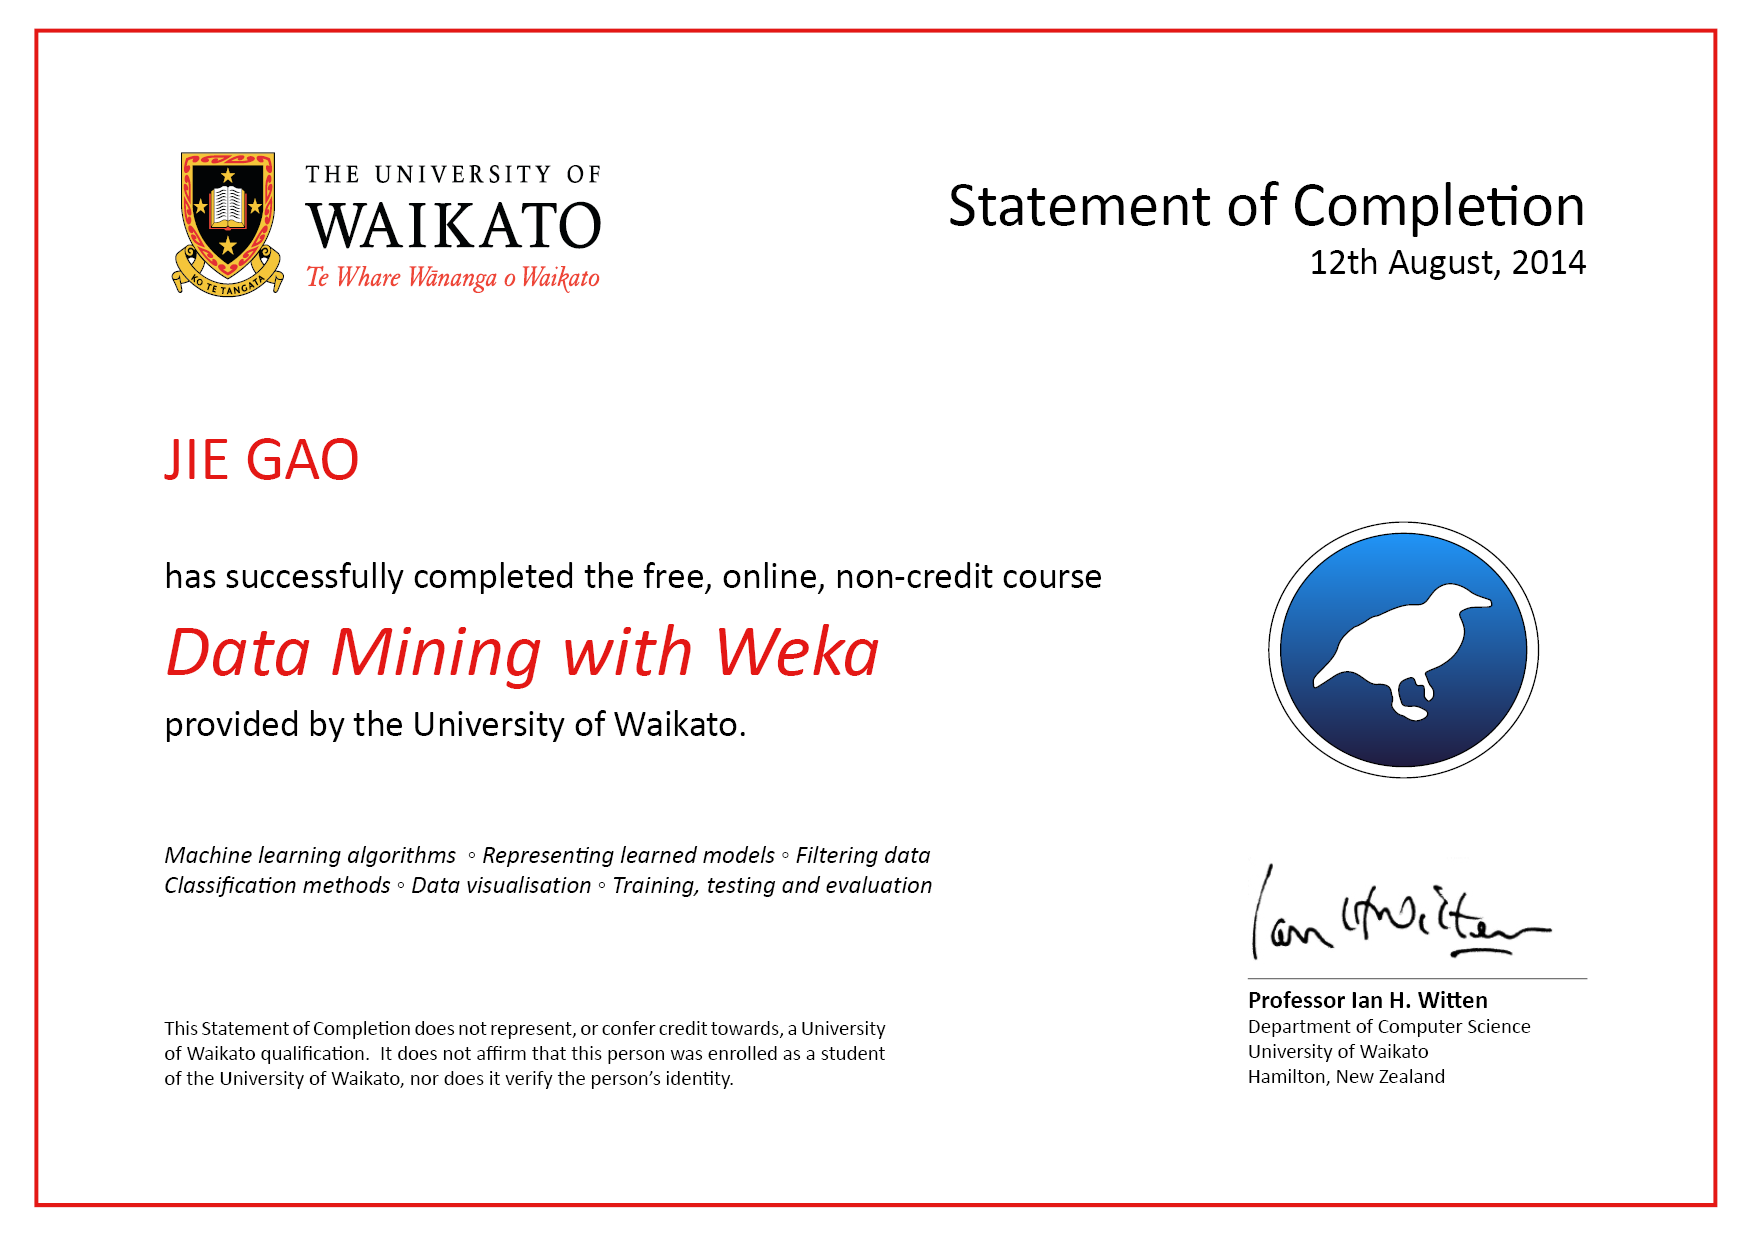 THE UNIVERSITY OF
WAIKATO
Te Whare Wānanga o Waikato
KO TE TANGATA
Statement of Completion
12th August, 2014
JIE GAO
has successfully completed the free, online, non-credit course
Data Mining with Weka
provided by the University of Waikato.
Machine learning algorithms ◦ Representing learned models ◦ Filtering data
Classification methods ◦ Data visualisation ◦ Training, testing and evaluation
This Statement of Completion does not represent, or confer credit towards, a University
of Waikato qualification.  It does not affirm that this person was enrolled as a student
of the University of Waikato, nor does it verify the person’s identity.
Ian H Witten
Professor Ian H. Witten
Department of Computer Science
University of Waikato
Hamilton, New Zealand